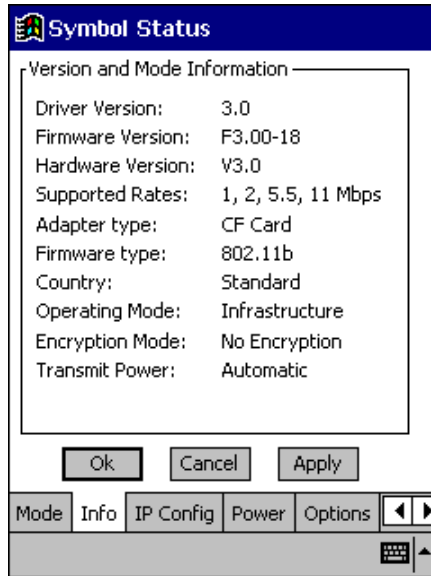 Symbol Status
Version and Mode Information
Driver Version: 3.0
Firmware Version: F3.00-18
Hardware Version: V3.0
Supported Rates: 1, 2, 5.5, 11 Mbps
Adapter type: CF Card
Firmware type: 802.11b
Country: Standard
Operating Mode: Infrastructure
Encryption Mode: No Encryption
Transmit Power: Automatic
Ok Cancel Apply
Mode Info IP Config Power Options